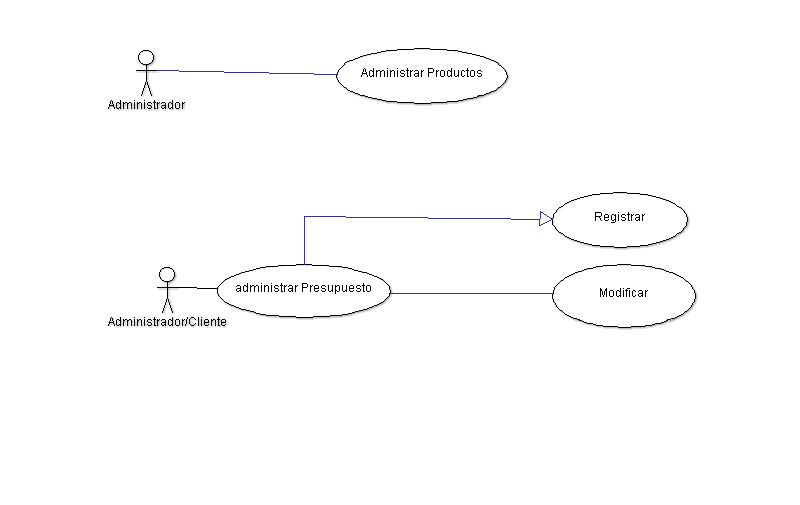 Administrar Productos
Administrador
Registrar
administrar Presupuesto
Modificar
Administrador/Cliente